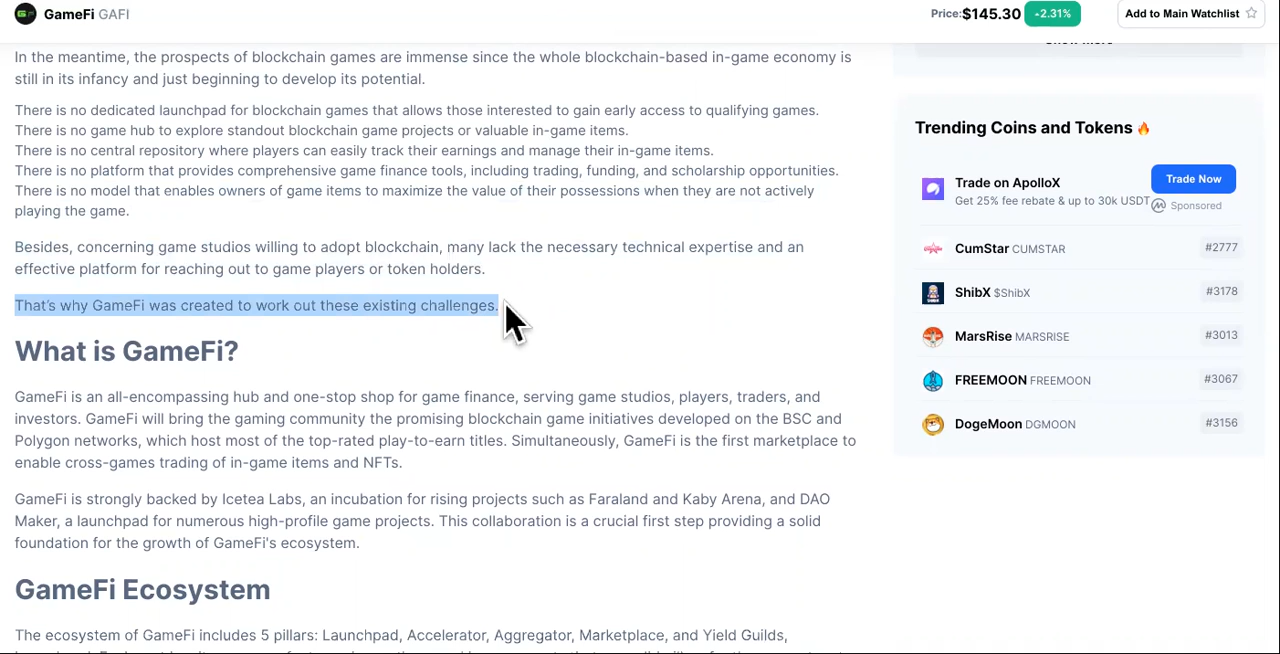 GameFi GAFI
Price:$145.30 -2.31%
Add to Main Watchlist
In the meantime, the prospects of blockchain games are immense since the whole blockchain-based in-game economy is
still in its infancy and just beginning to develop its potential.
There is no dedicated launchpad for blockchain games that allows those interested to gain early access to qualifying games.
There is no game hub to explore standout blockchain game projects or valuable in-game items.
There is no central repository where players can easily track their earnings and manage their in-game items.
There is no platform that provides comprehensive game finance tools, including trading, funding, and scholarship opportunities.
There is no model that enables owners of game items to maximize the value of their possessions when they are not actively
playing the game.
Besides, concerning game studios willing to adopt blockchain, many lack the necessary technical expertise and an
effective platform for reaching out to game players or token holders.
That's why GameFi was created to work out these existing challenges.
What is GameFi?
GameFi is an all-encompassing hub and one-stop shop for game finance, serving game studios, players, traders, and
investors. GameFi will bring the gaming community the promising blockchain game initiatives developed on the BSC and
Polygon networks, which host most of the top-rated play-to-earn titles. Simultaneously, GameFi is the first marketplace to
enable cross-games trading of in-game items and NFTs.
GameFi is strongly backed by Icetea Labs, an incubation for rising projects such as Faraland and Kaby Arena, and DAO
Maker, a launchpad for numerous high-profile game projects. This collaboration is a crucial first step providing a solid
foundation for the growth of GameFi's ecosystem.
GameFi Ecosystem
The ecosystem of GameFi includes 5 pillars: Launchpad, Accelerator, Aggregator, Marketplace, and Yield Guilds,
Trending Coins and Tokens
Trade on ApolloX
Get 25% fee rebate & up to 30k USDT
Trade Now
Sponsored
CumStar CUMSTAR #2777
ShibX $ShibX #3178
MarsRise MARSRISE #3013
FREEMOON FREEMOON #3067
DogeMoon DGMOON #3156